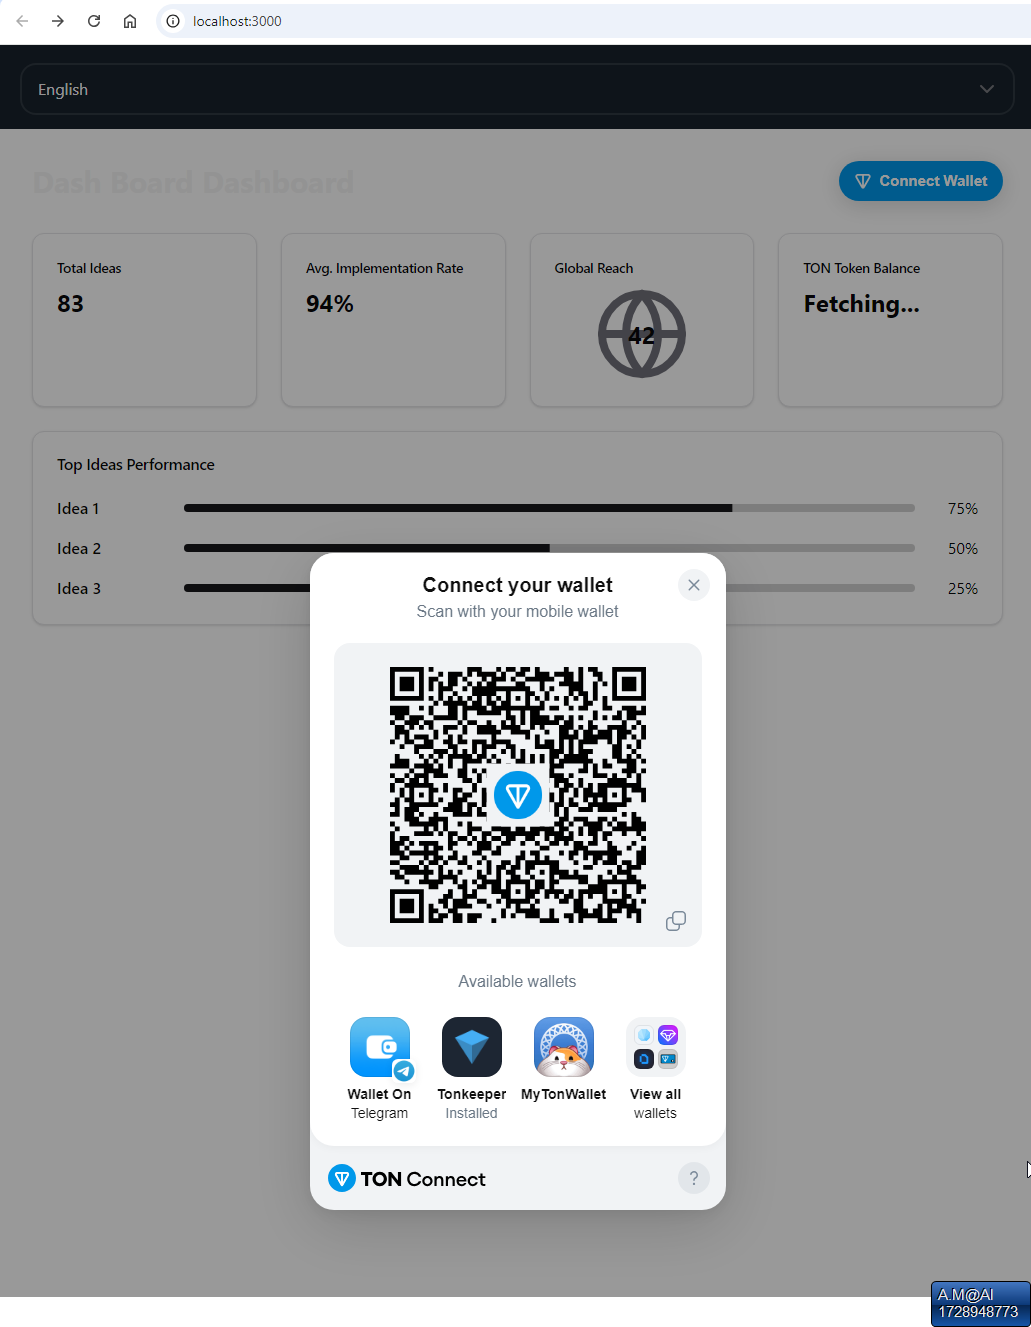 localhost:3000
English
Dash Board Dashboard
Connect Wallet
Total Ideas
83
Avg. Implementation Rate
94%
Global Reach
42
TON Token Balance
Fetching...
Top Ideas Performance
Idea 1
75%
Idea 2
50%
Idea 3
25%
Connect your wallet
Scan with your mobile wallet
Available wallets
Wallet On
Telegram
Tonkeeper
Installed
MyTonWallet
View all
wallets
TON Connect
?
A.M@AI
1728948773